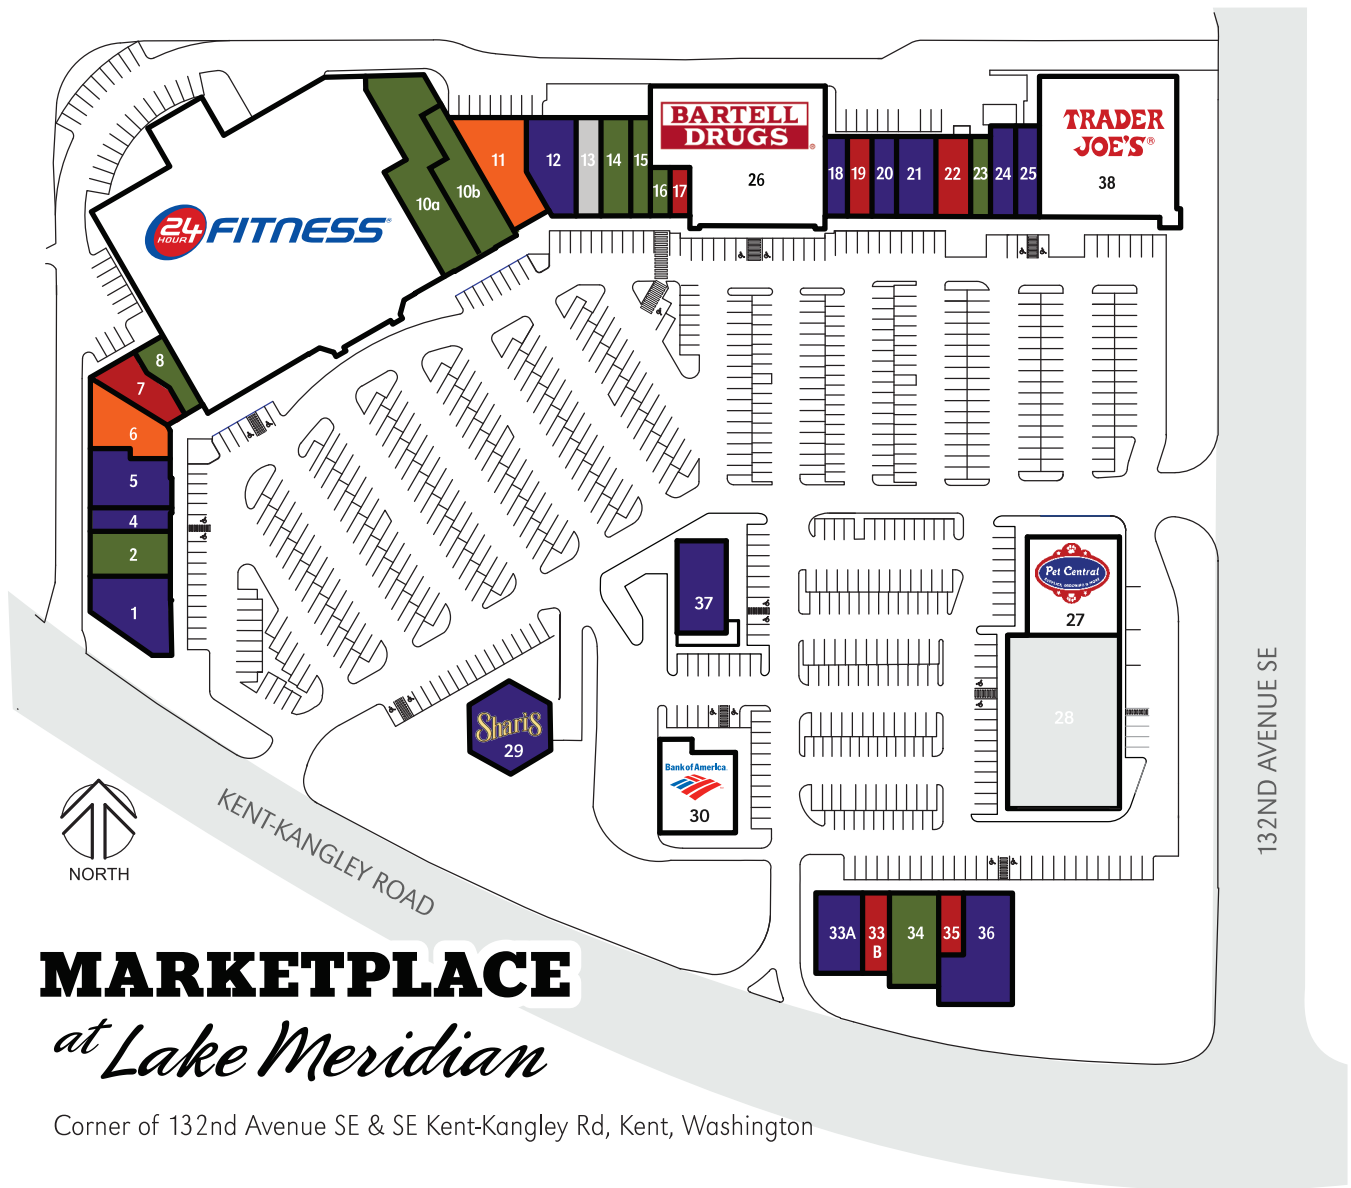 BARTELL
DRUGS
®
26
TRADER
JOE'S®
38
24
HOUR
FITNESS
10a
10b
11
12
13
14
15
16
17
18
19
20
21
22
23
24
25
8
7
6
5
4
2
1
37
Pet Central
27
28
Shari's
29
Bank of America
30
33A
33
B
34
35
36
132ND AVENUE SE
KENT-KANGLEY ROAD
NORTH
MARKETPLACE
at Lake Meridian
Corner of 132nd Avenue SE & SE Kent-Kangley Rd, Kent, Washington